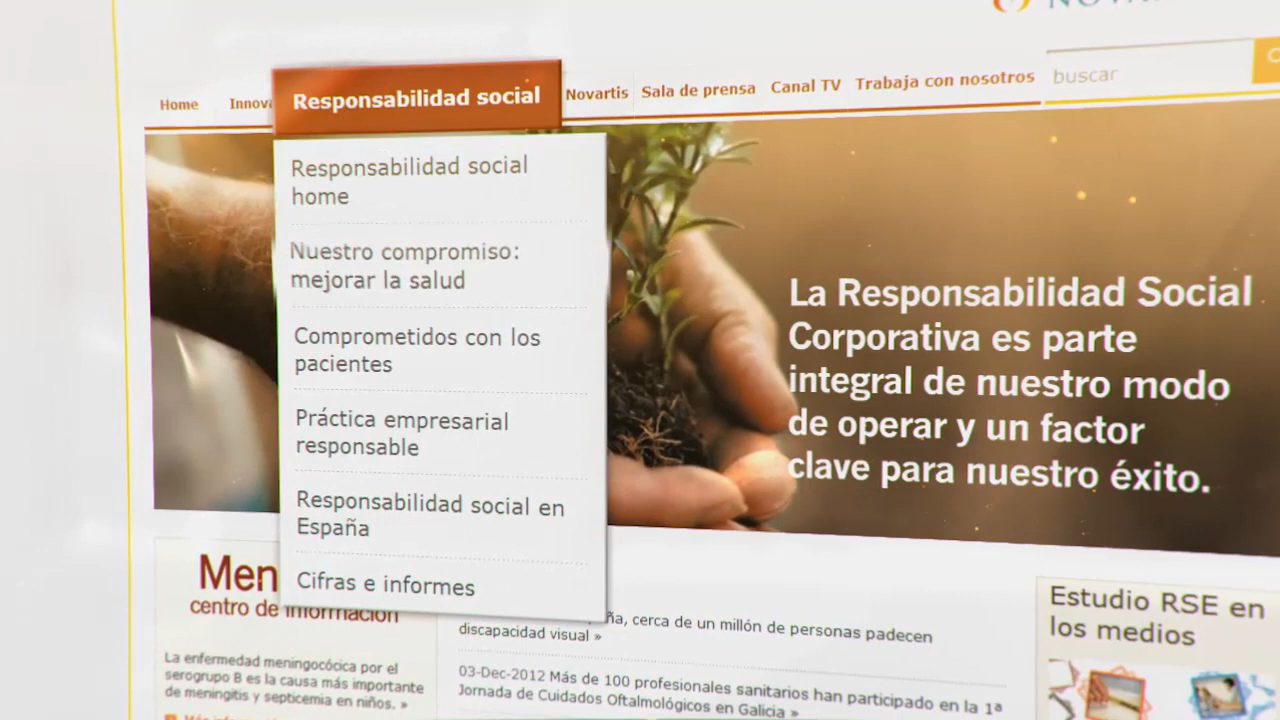 Home
Responsabilidad social
Novartis
Sala de prensa
Canal TV
Trabaja con nosotros
buscar
Responsabilidad social
home
Nuestro compromiso:
mejorar la salud
Comprometidos con los
pacientes
Práctica empresarial
responsable
Responsabilidad social en
España
Cifras e informes
La Responsabilidad Social
Corporativa es parte
integral de nuestro modo
de operar y un factor
clave para nuestro éxito.
centro de información
La enfermedad meningocócica por el
serogrupo B es la causa más importante
de meningitis y septicemia en niños. »
cerca de un millón de personas padecen
discapacidad visual »
03-Dec-2012 Más de 100 profesionales sanitarios han participado en la 1ª
Jornada de Cuidados Oftalmológicos en Galicia »
Estudio RSE en
los medios